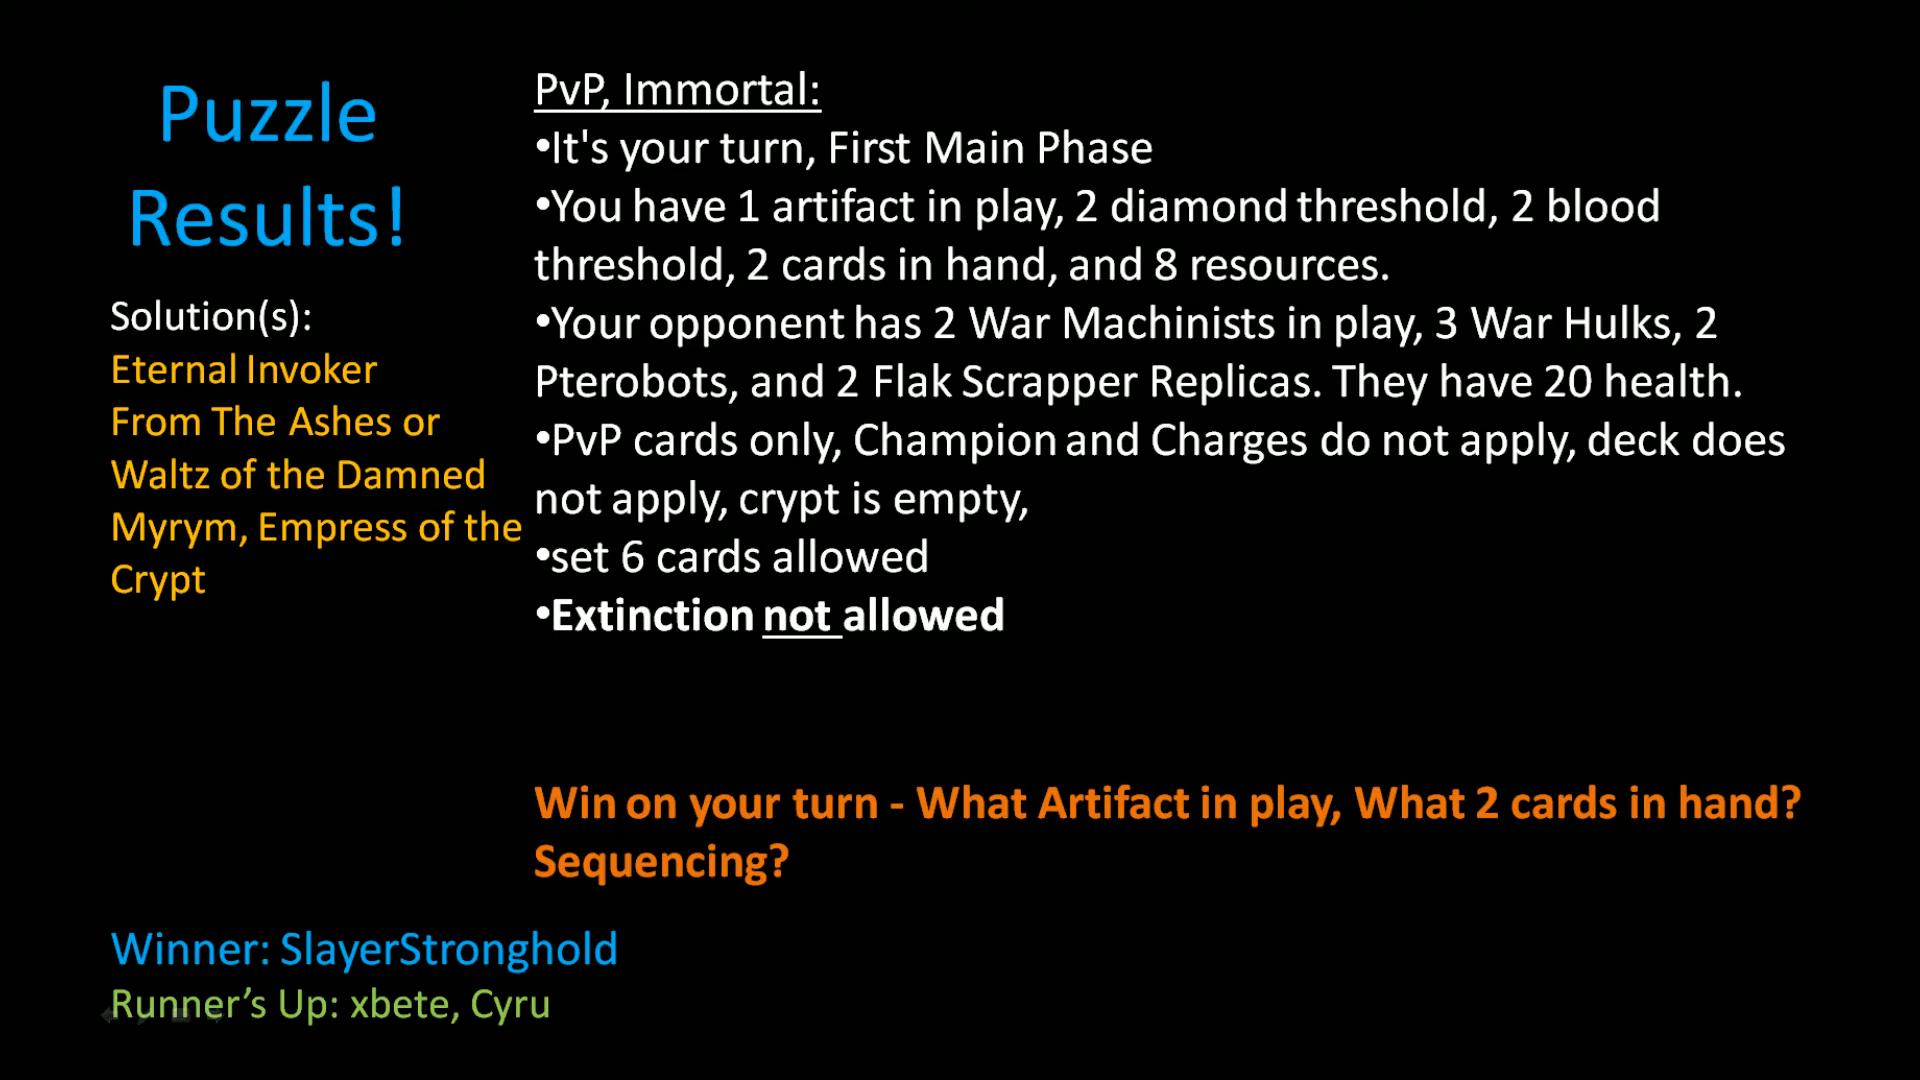 Puzzle
Results!
Solution(s):
Eternal Invoker
From The Ashes or
Waltz of the Damned
Myrym, Empress of the
Crypt
PvP, Immortal:
•It's your turn, First Main Phase
•You have 1 artifact in play, 2 diamond threshold, 2 blood
threshold, 2 cards in hand, and 8 resources.
•Your opponent has 2 War Machinists in play, 3 War Hulks, 2
Pterobots, and 2 Flak Scrapper Replicas. They have 20 health.
•PvP cards only, Champion and Charges do not apply, deck does
not apply, crypt is empty,
•set 6 cards allowed
•Extinction not allowed
Win on your turn - What Artifact in play, What 2 cards in hand?
Sequencing?
Winner: SlayerStronghold
Runner’s Up: xbete, Cyru